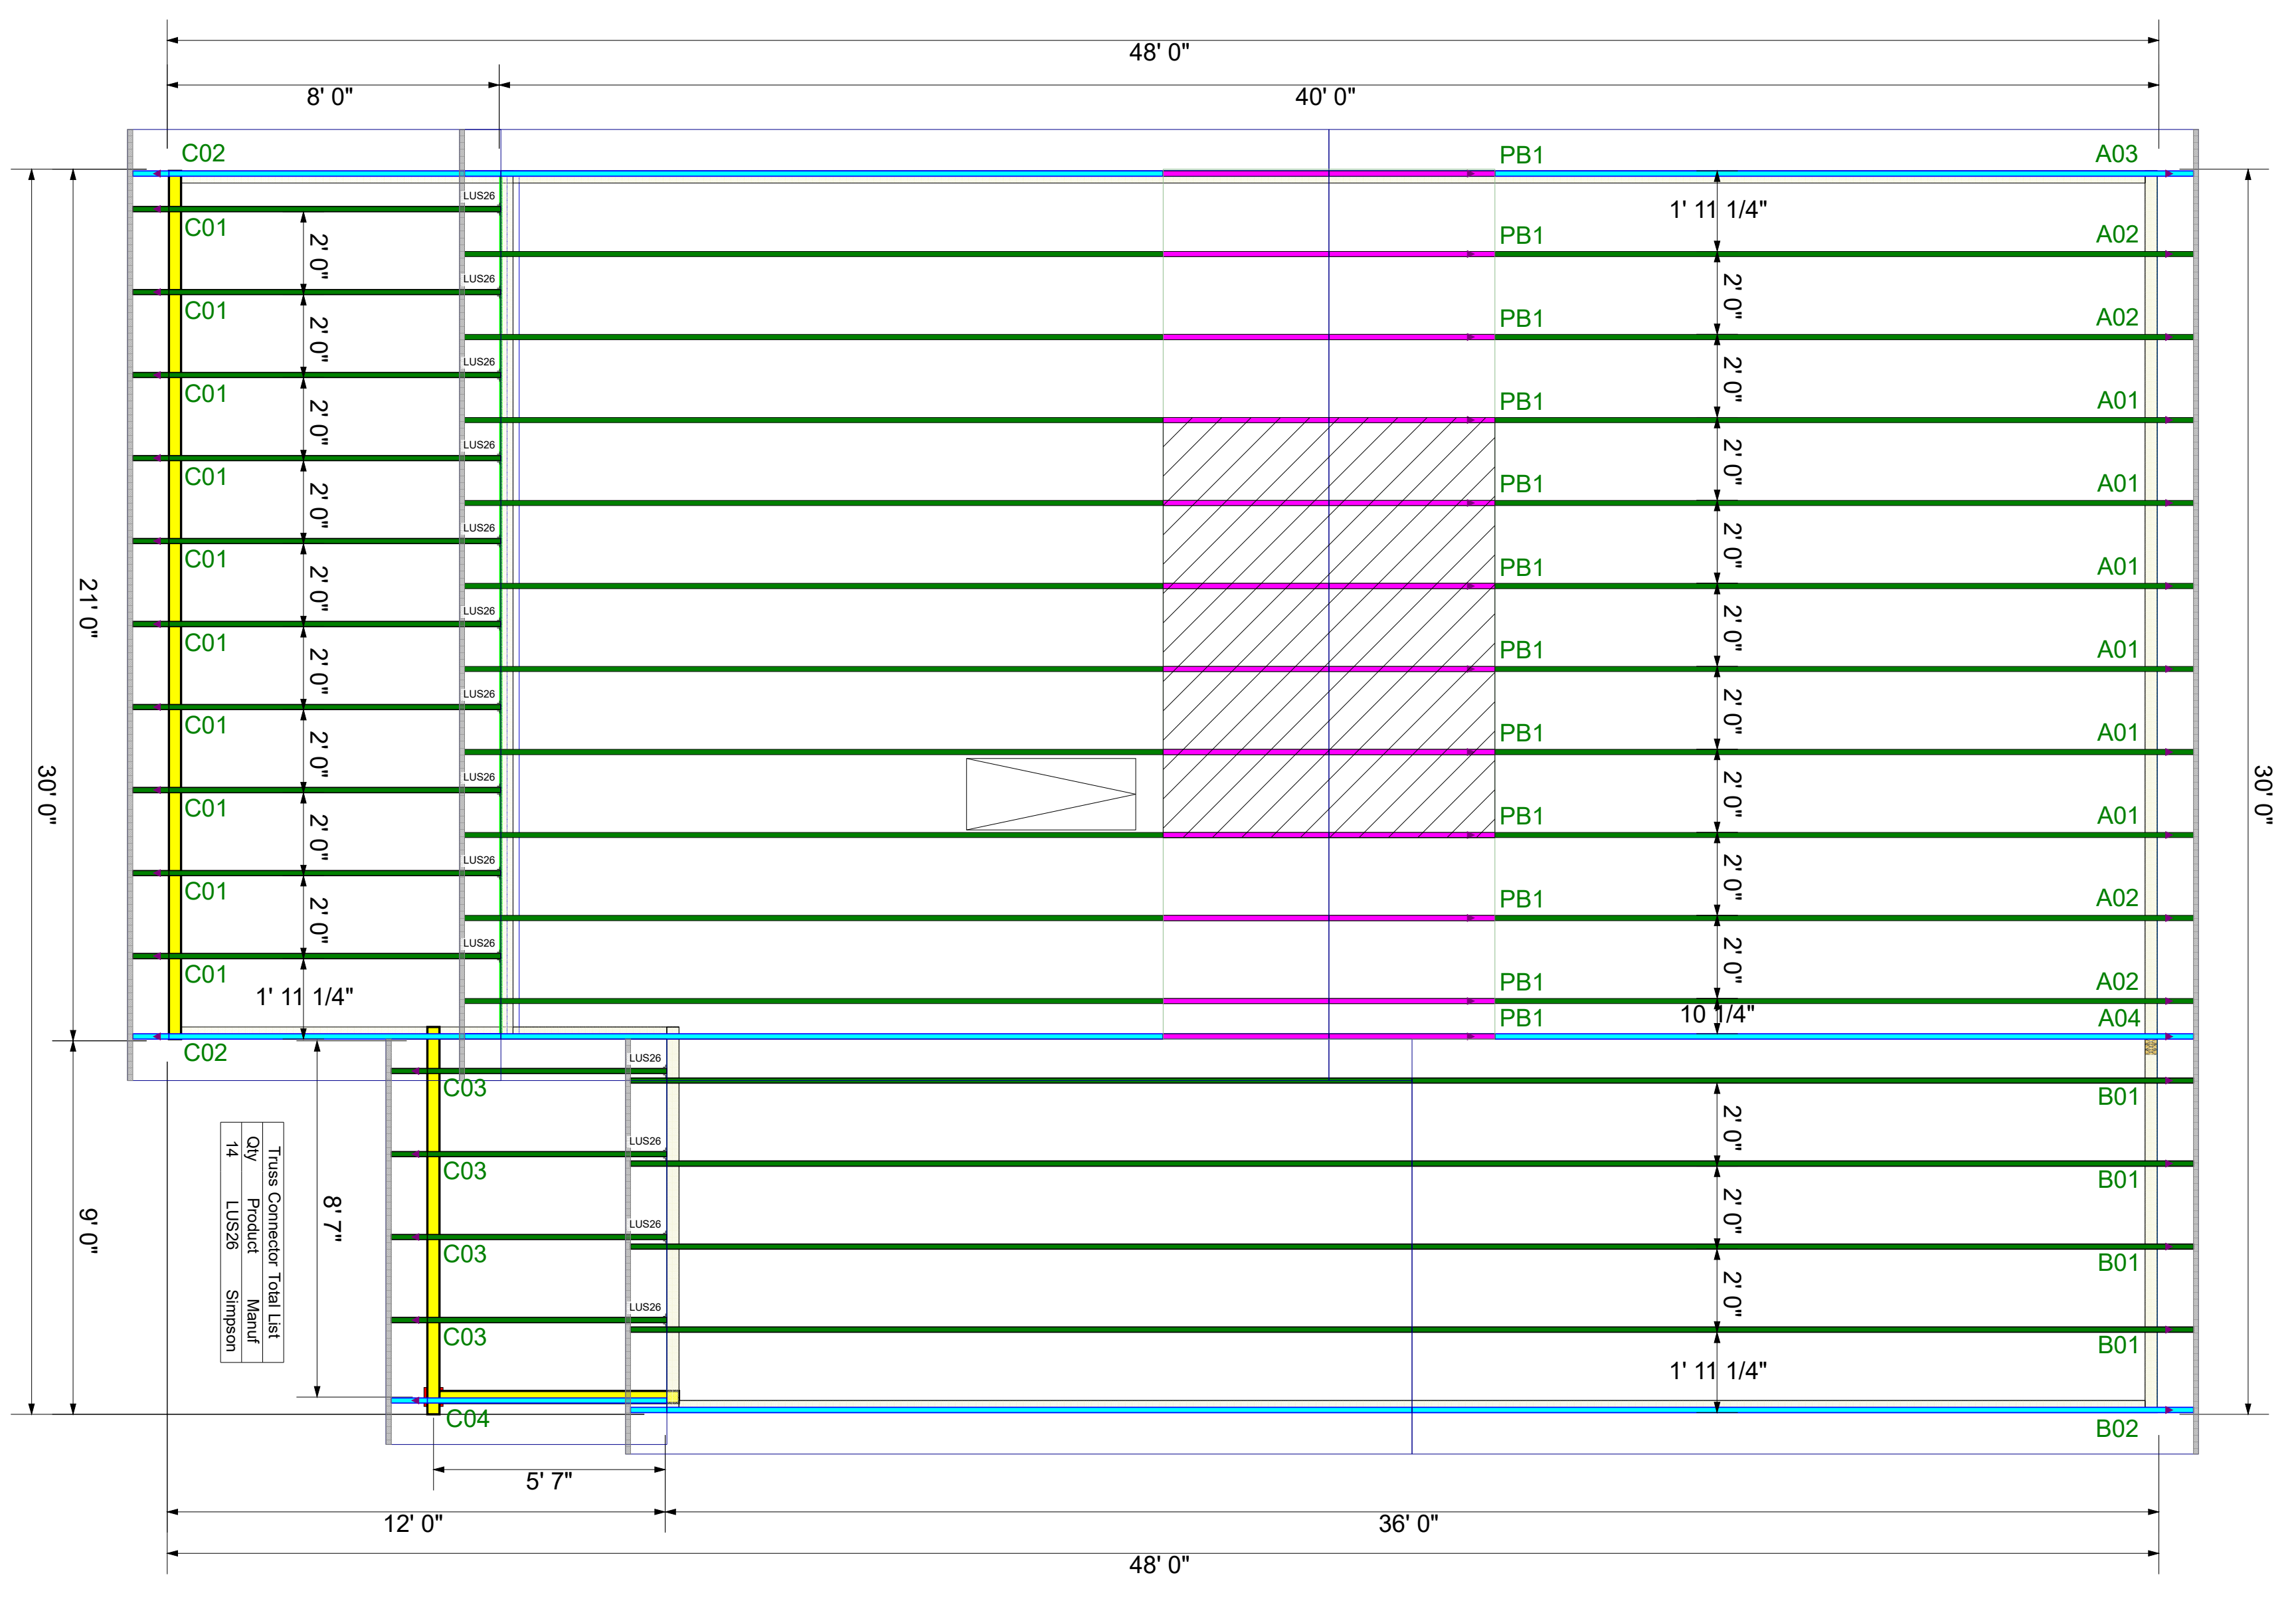 48' 0"
8' 0"
40' 0"
C02
PB1
A03
LUS26
C01
2' 0"
1' 11 1/4"
PB1
A02
LUS26
C01
2' 0"
2' 0"
PB1
A02
LUS26
C01
2' 0"
2' 0"
PB1
A01
LUS26
C01
2' 0"
2' 0"
PB1
A01
LUS26
C01
2' 0"
2' 0"
PB1
A01
LUS26
C01
2' 0"
2' 0"
PB1
A01
LUS26
C01
2' 0"
2' 0"
PB1
A01
LUS26
C01
2' 0"
2' 0"
PB1
A01
LUS26
C01
2' 0"
2' 0"
PB1
A02
LUS26
C01
1' 11 1/4"
2' 0"
PB1
A02
10 1/4"
PB1
A04
C02
21' 0"
30' 0"
30' 0"
9' 0"
LUS26
C03
B01
2' 0"
LUS26
C03
B01
2' 0"
LUS26
C03
B01
2' 0"
LUS26
C03
B01
1' 11 1/4"
8' 7"
Truss Connector Total List
Qty Product Manuf
14 LUS26 Simpson
C04
B02
5' 7"
12' 0"
36' 0"
48' 0"